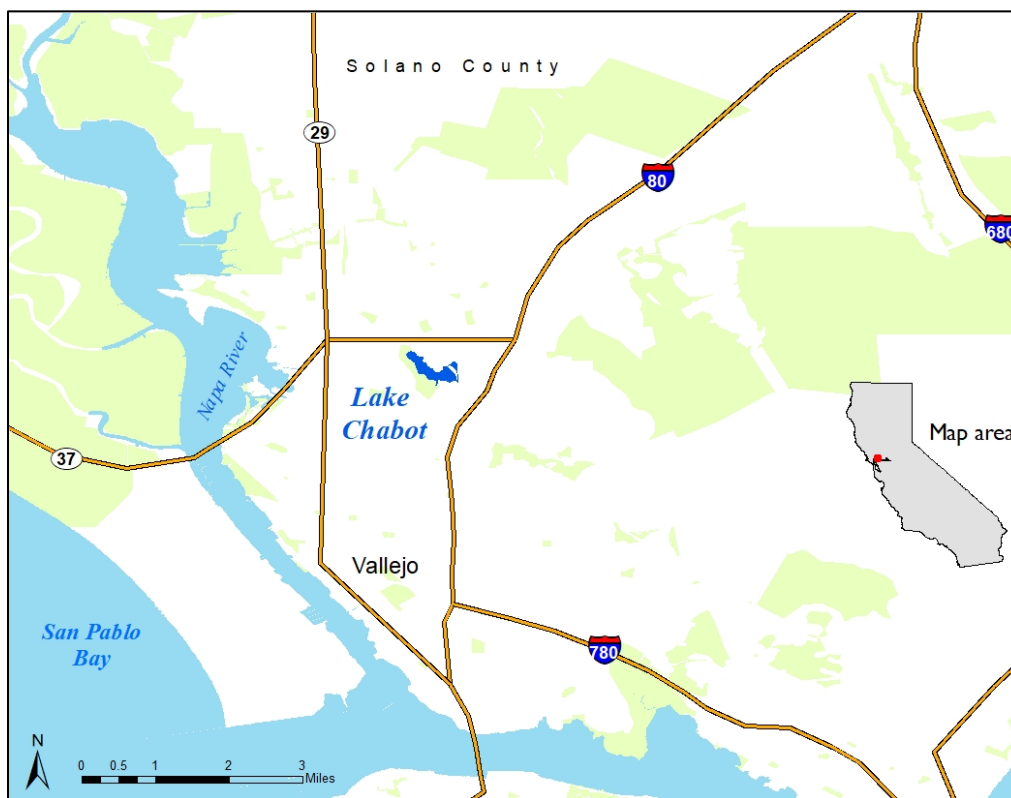 Solano County
29
80
680
Napa River
Lake
Chabot
Map area
37
Vallejo
San Pablo
Bay
780
N
0 0.5 1 2 3
Miles